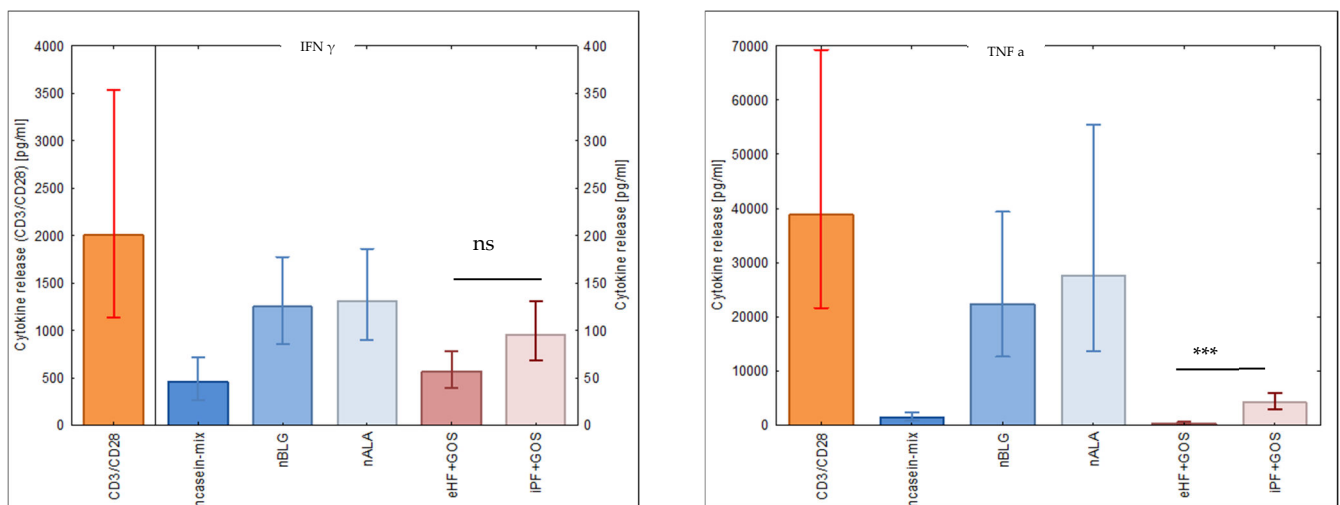 IFN γ
Cytokine release (CD3/CD28) [pg/ml]
4000
3500
3000
2500
2000
1500
1000
500
0
400
350
300
250
200
150
100
50
0
Cytokine release [pg/ml]
ns
CD3/CD28
ncasein-mix
nBLG
nALA
eHF+GOS
iPF+GOS
TNF a
Cytokine release [pg/ml]
70000
60000
50000
40000
30000
20000
10000
0
***
CD3/CD28
ncasein-mix
nBLG
nALA
eHF+GOS
iPF+GOS